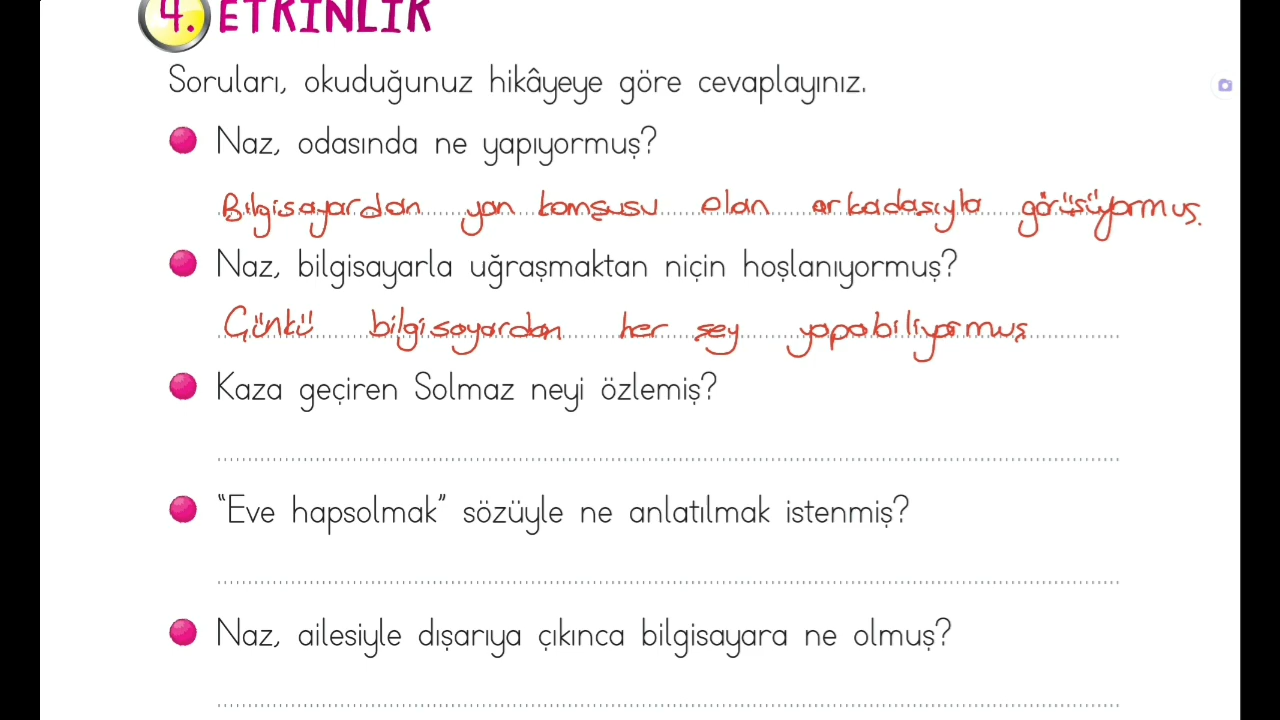 4. ETKİNLİK
Soruları, okuduğunuz hikâyeye göre cevaplayınız.
Naz, odasında ne yapıyormuş?
Bilgisayardan yan komşusu olan arkadaşıyla görüşüyormuş.
Naz, bilgisayarla uğraşmaktan niçin hoşlanıyormuş?
Çünkü bilgisayardan her şey yapabiliyormuş
Kaza geçiren Solmaz neyi özlemiş?
“Eve hapsolmak” sözüyle ne anlatılmak istenmiş?
Naz, ailesiyle dışarıya çıkınca bilgisayara ne olmuş?